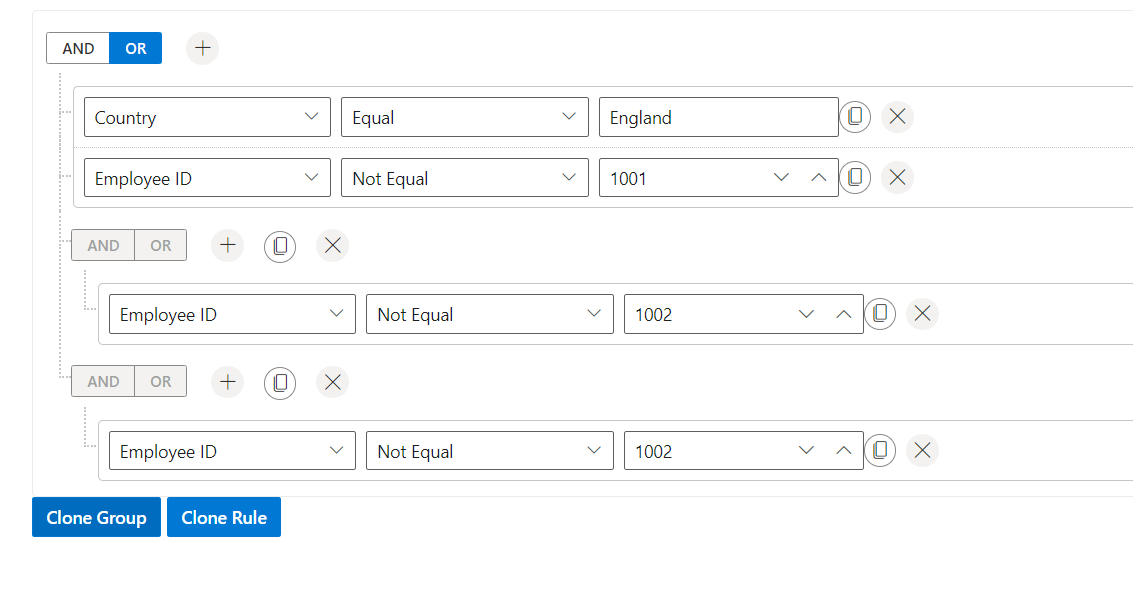 AND OR
Country Equal England
Employee ID Not Equal 1001
AND OR
Employee ID Not Equal 1002
AND OR
Employee ID Not Equal 1002
Clone Group Clone Rule